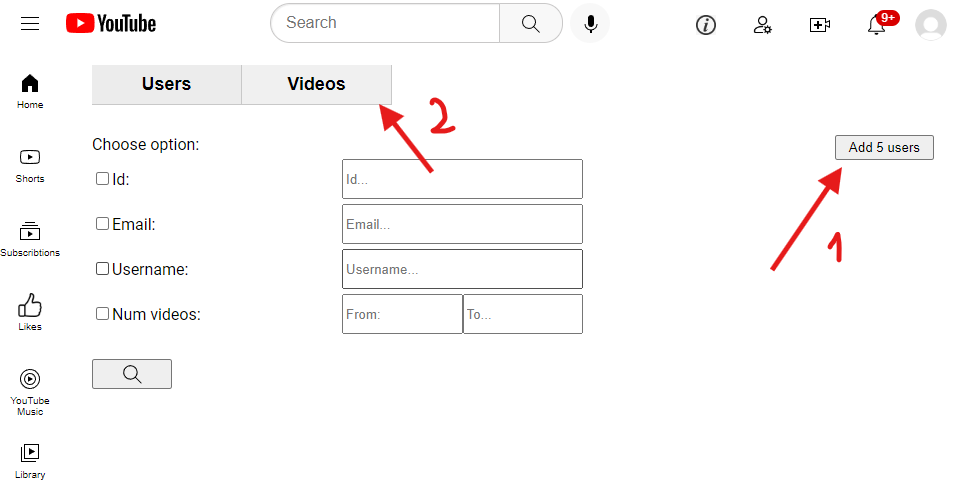 YouTube
Search
9+
Home
Shorts
Subscribtions
Likes
YouTube
Music
Library
Users
Videos
2
Choose option:
Add 5 users
1
Id:
Id...
Email:
Email...
Username:
Username...
Num videos:
From:
To...